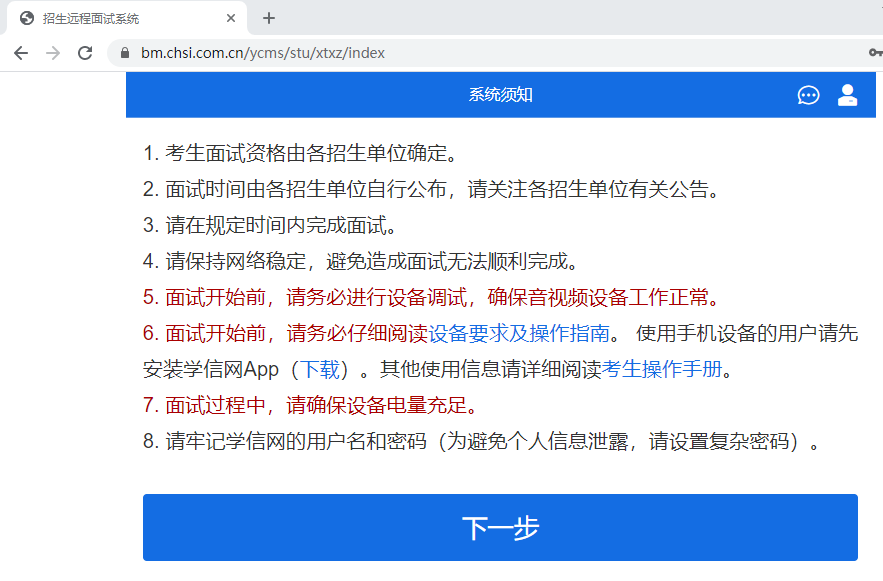 招生远程面试系统
bm.chsi.com.cn/ycms/stu/xtxz/index
系统须知
1. 考生面试资格由各招生单位确定。
2. 面试时间由各招生单位自行公布，请关注各招生单位有关公告。
3. 请在规定时间内完成面试。
4. 请保持网络稳定，避免造成面试无法顺利完成。
5. 面试开始前，请务必进行设备调试，确保音视频设备工作正常。
6. 面试开始前，请务必仔细阅读设备要求及操作指南。 使用手机设备的用户请先
安装学信网App（下载）。其他使用信息请详细阅读考生操作手册。
7. 面试过程中，请确保设备电量充足。
8. 请牢记学信网的用户名和密码（为避免个人信息泄露，请设置复杂密码）。
下一步